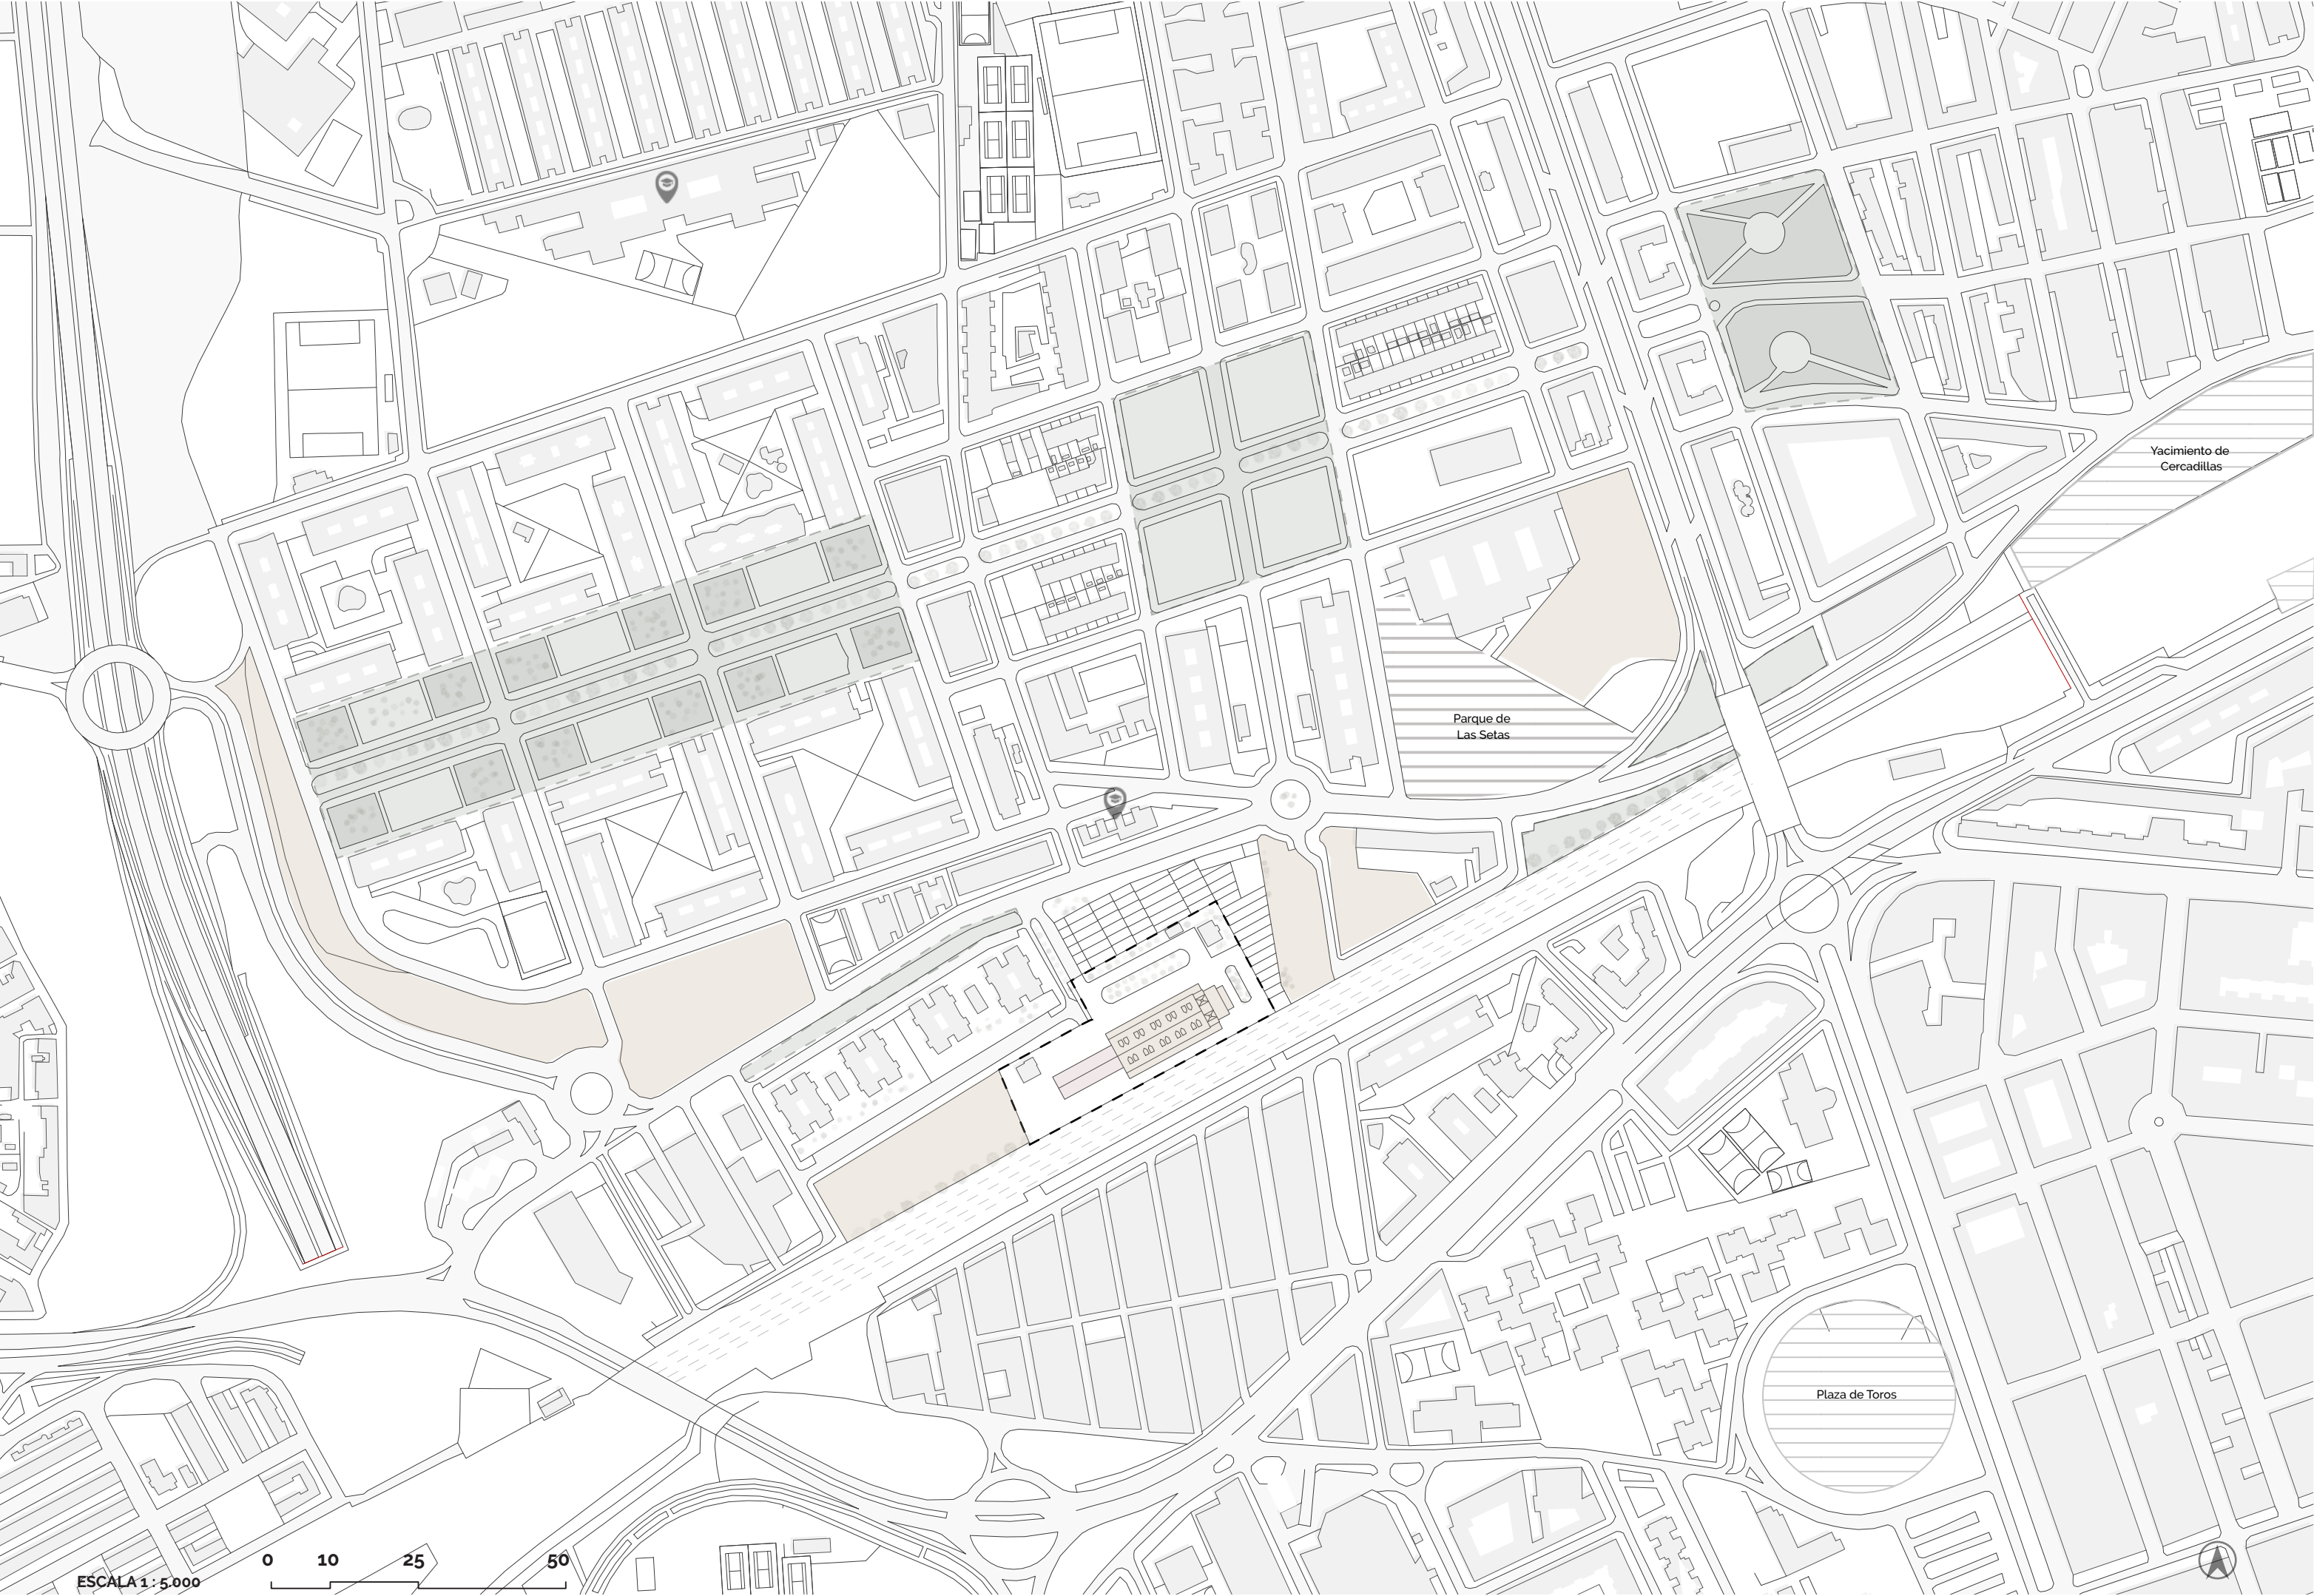 Yacimiento de
Cercadillas
Parque de
Las Setas
Plaza de Toros
0 10 25 50
ESCALA 1 : 5.000